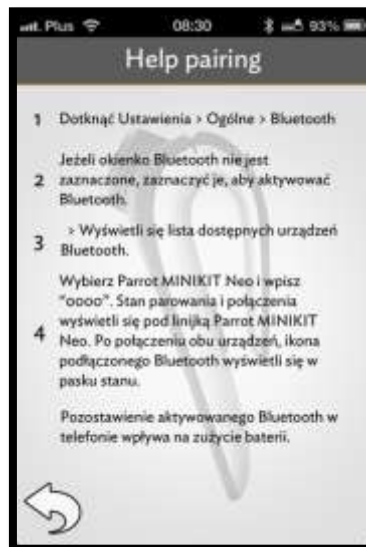 Plus 08:30 93%
Help pairing
1 Dotknąć Ustawienia > Ogólne > Bluetooth
Jeżeli okienko Bluetooth nie jest
2 zaznaczone, zaznaczyć je, aby aktywować
Bluetooth.
> Wyświetli się lista dostępnych urządzeń
3 Bluetooth.
Wybierz Parrot MINIKIT Neo i wpisz
"0000". Stan parowania i połączenia
wyświetli się pod linijką Parrot MINIKIT
4 Neo. Po połączeniu obu urządzeń, ikona
podłączonego Bluetooth wyświetli się w
pasku stanu.
Pozostawienie aktywowanego Bluetooth w
telefonie wpływa na zużycie baterii.